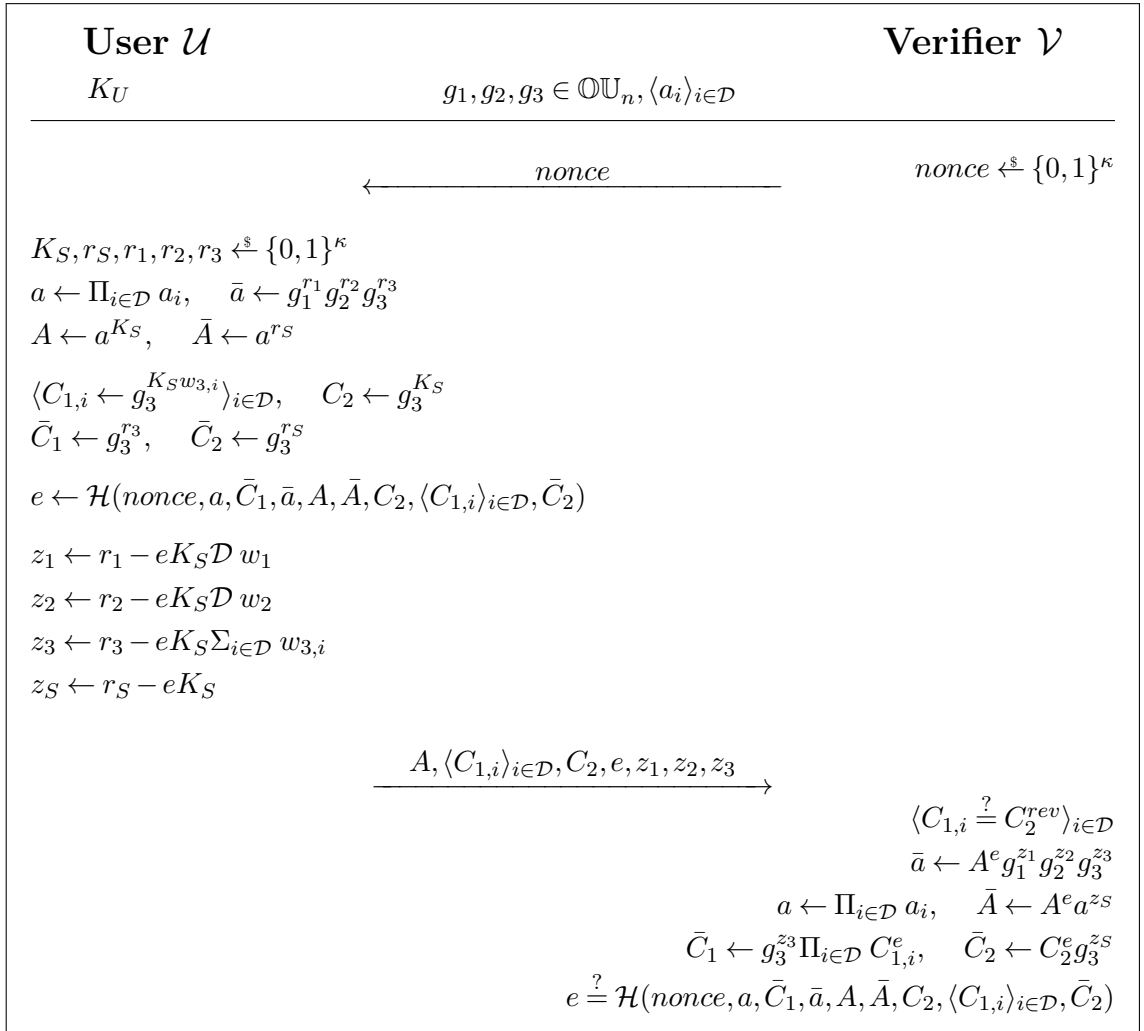 User 𝒰 Verifier 𝒱
K_U g_1, g_2, g_3 ∈ 𝕆𝕌_n, ⟨a_i⟩_{i∈𝒟}
nonce nonce ←$ {0,1}^κ
K_S, r_S, r_1, r_2, r_3 ←$ {0,1}^κ
a ← Π_{i∈𝒟} a_i, ā ← g_1^{r_1} g_2^{r_2} g_3^{r_3}
A ← a^{K_S}, Ā ← a^{r_S}
⟨C_{1,i} ← g_3^{K_S w_{3,i}}⟩_{i∈𝒟}, C_2 ← g_3^{K_S}
C̄_1 ← g_3^{r_3}, C̄_2 ← g_3^{r_S}
e ← ℋ(nonce, a, C̄_1, ā, A, Ā, C_2, ⟨C_{1,i}⟩_{i∈𝒟}, C̄_2)
z_1 ← r_1 − eK_S𝒟 w_1
z_2 ← r_2 − eK_S𝒟 w_2
z_3 ← r_3 − eK_SΣ_{i∈𝒟} w_{3,i}
z_S ← r_S − eK_S
A, ⟨C_{1,i}⟩_{i∈𝒟}, C_2, e, z_1, z_2, z_3
⟨C_{1,i} =? C_2^{rev}⟩_{i∈𝒟}
ā ← A^e g_1^{z_1} g_2^{z_2} g_3^{z_3}
a ← Π_{i∈𝒟} a_i, Ā ← A^e a^{z_S}
C̄_1 ← g_3^{z_3} Π_{i∈𝒟} C_{1,i}^e, C̄_2 ← C_2^e g_3^{z_S}
e =? ℋ(nonce, a, C̄_1, ā, A, Ā, C_2, ⟨C_{1,i}⟩_{i∈𝒟}, C̄_2)